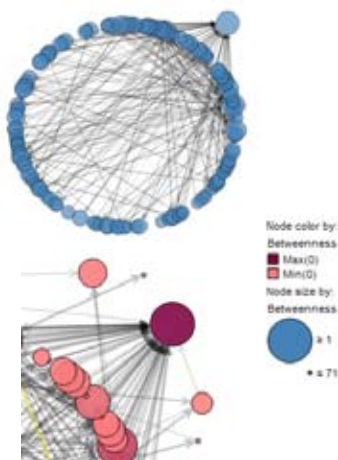 Node color by:
Betweenness
Max(0)
Min(0)
Node size by:
Betweenness
≥ 1
≤ 71